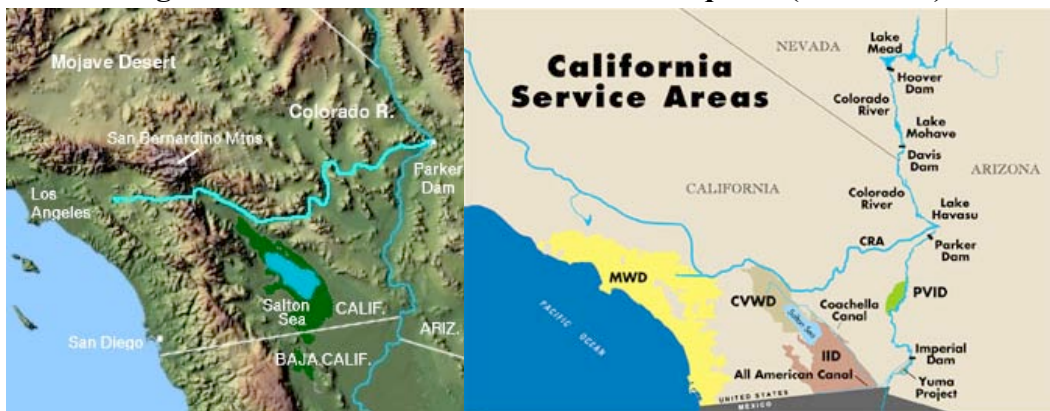 Mojave Desert
Colorado R.
San Bernardino Mtns
Parker
Dam
Los
Angeles
Salton
Sea
CALIF.
ARIZ.
San Diego
BAJA CALIF.
California
Service Areas
NEVADA
Lake
Mead
Hoover
Dam
Colorado
River
Lake
Mohave
Davis
Dam
ARIZONA
CALIFORNIA
Colorado
River
Lake
Havasu
CRA
Parker
Dam
MWD
CVWD
Coachella
Canal
PVID
Salton Sea
PACIFIC OCEAN
IID
Imperial
Dam
All American Canal
Yuma
Project
UNITED STATES
MEXICO